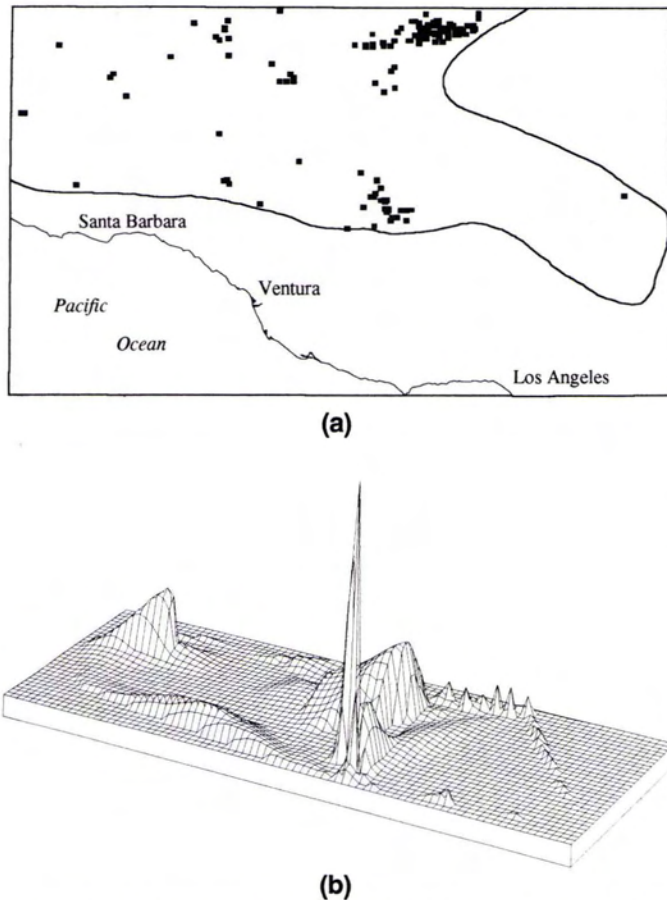 Santa Barbara
Ventura
Pacific
Ocean
Los Angeles
(a)
(b)